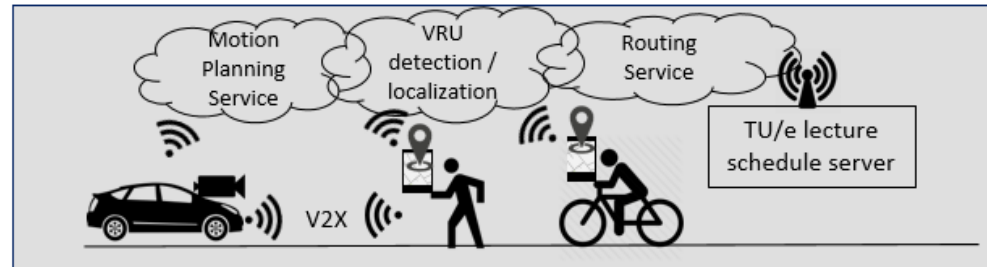 Motion
Planning
Service
VRU
detection /
localization
Routing
Service
TU/e lecture
schedule server
V2X